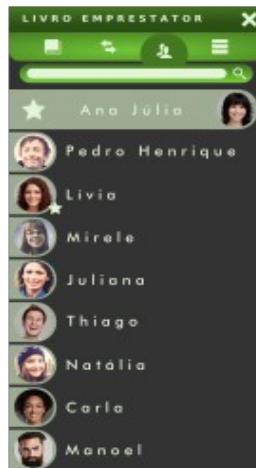 LIVRO EMPRESTATOR
Ana Júlia
Pedro Henrique
Livia
Mirele
Juliana
Thiago
Natália
Carla
Manoel